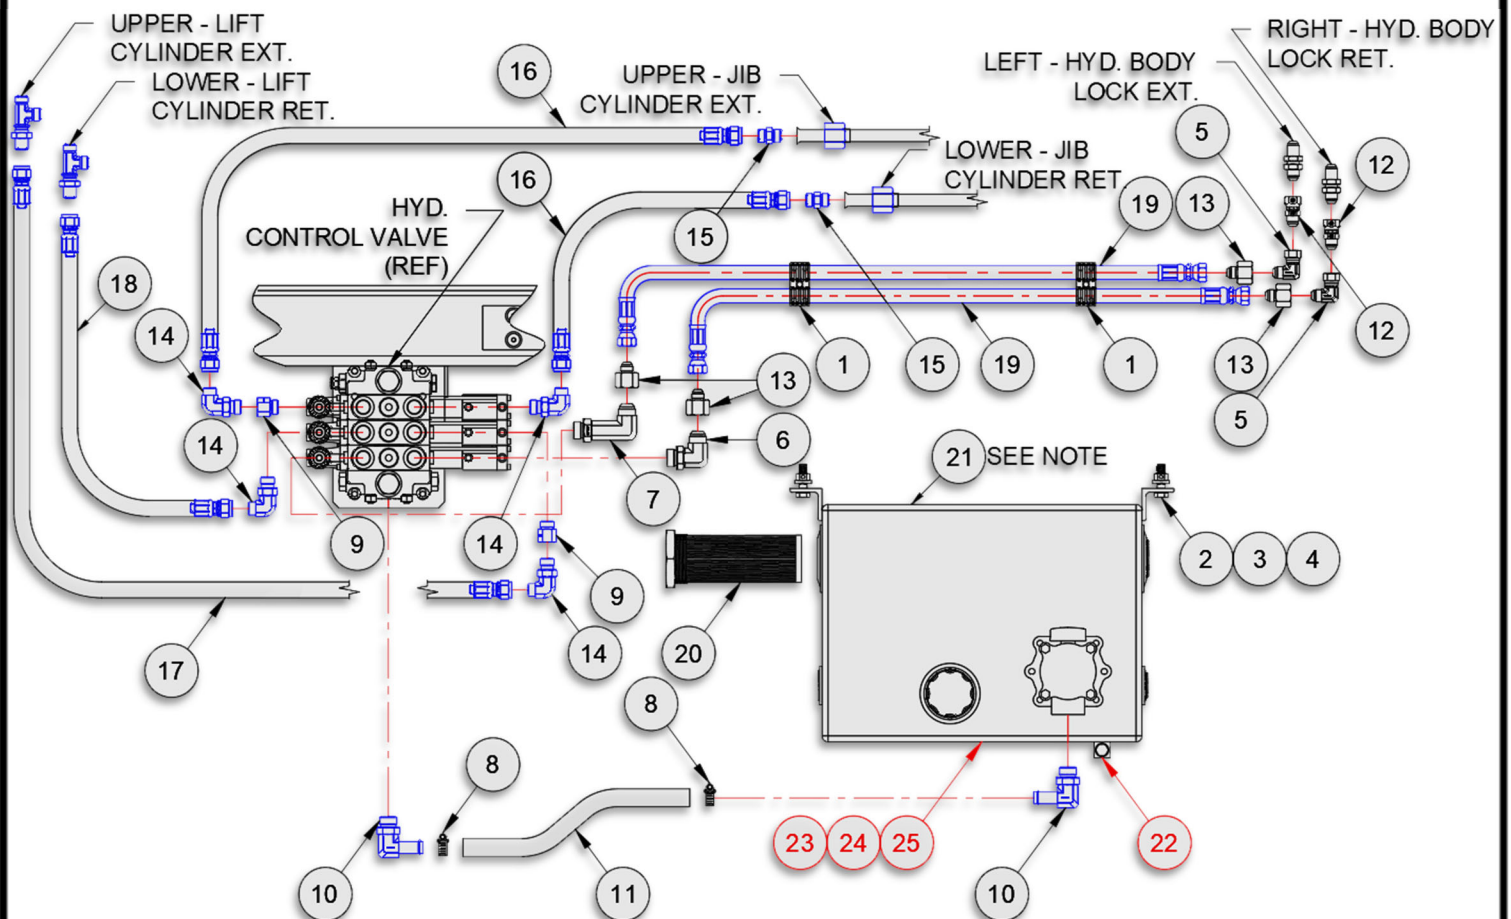 UPPER - LIFT
CYLINDER EXT.
LOWER - LIFT
CYLINDER RET.
16
UPPER - JIB
CYLINDER EXT.
LEFT - HYD. BODY
LOCK EXT.
RIGHT - HYD. BODY
LOCK RET.
5
12
LOWER - JIB
CYLINDER RET.
16
HYD.
CONTROL VALVE
(REF)
15
19
13
18
14
1
15
19
1
13
12
13
5
14
6
21 SEE NOTE
7
9
14
2
3
4
9
14
20
17
8
8
23
24
25
22
10
11
10